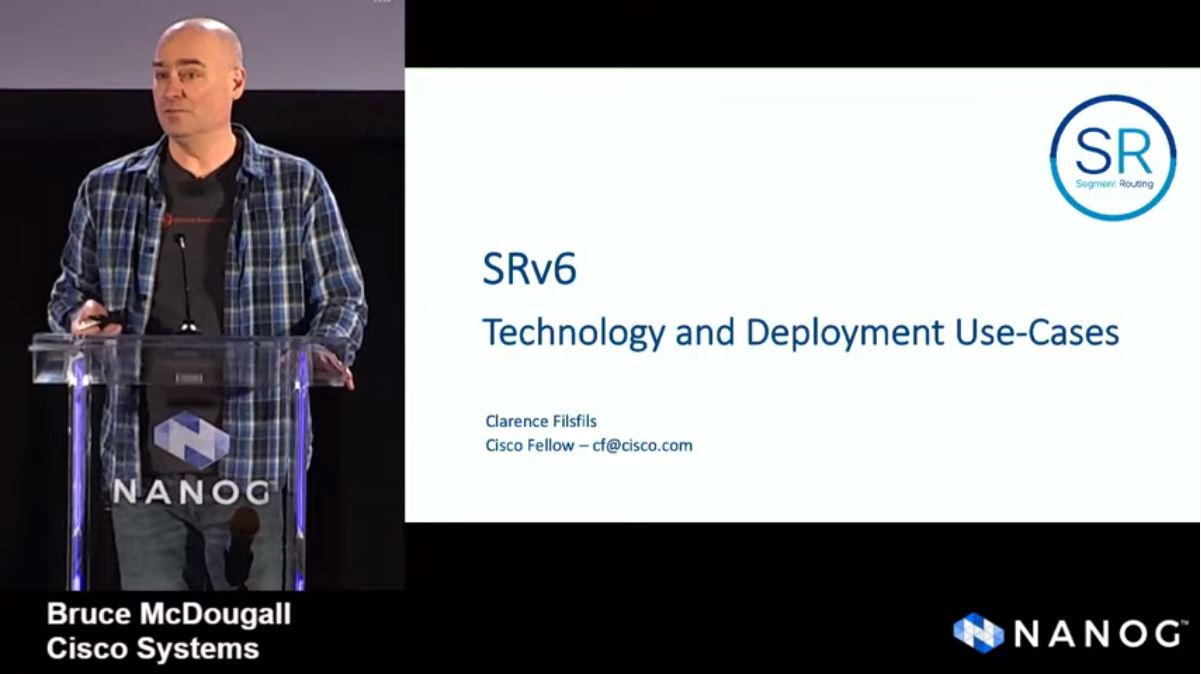 SR
Segment Routing
SRv6
Technology and Deployment Use-Cases
Clarence Filsfils
Cisco Fellow – cf@cisco.com
NANOG
Bruce McDougall
Cisco Systems
NANOG™